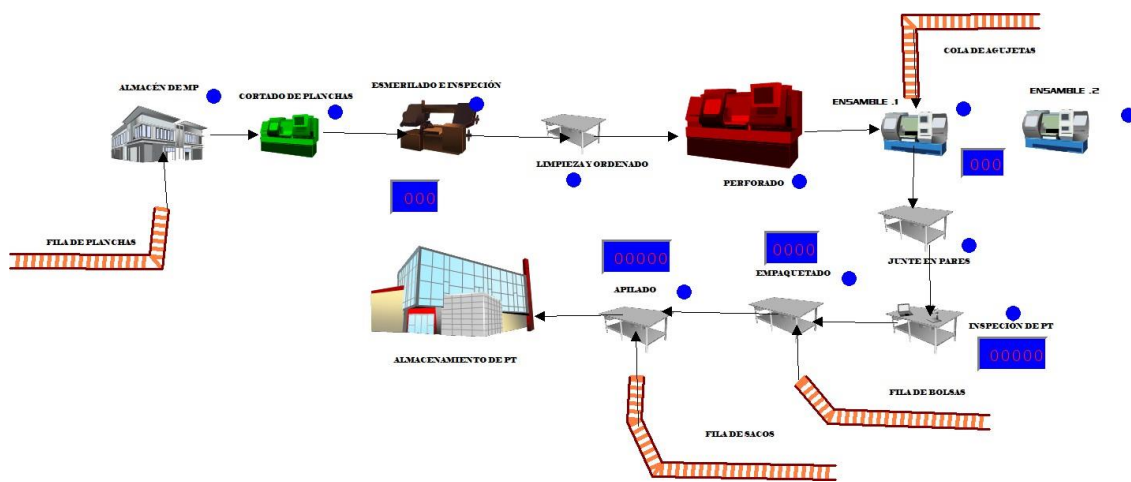 COLA DE AGUJETAS
ALMACÉN DE MP
ESMERILADO E INSPECIÓN
CORTADO DE PLANCHAS
ENSAMBLE .1
ENSAMBLE .2
LIMPIEZA Y ORDENADO
PERFORADO
000
000
FILA DE PLANCHAS
JUNTE EN PARES
00000
0000
EMPAQUETADO
APILADO
INSPECIÓN DE PT
00000
ALMACENAMIENTO DE PT
FILA DE BOLSAS
FILA DE SACOS